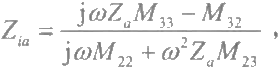 Z_{ia} = \frac{jωZ_a M_{33} − M_{32}}{jωM_{22} + ω^2 Z_a M_{23}} ,